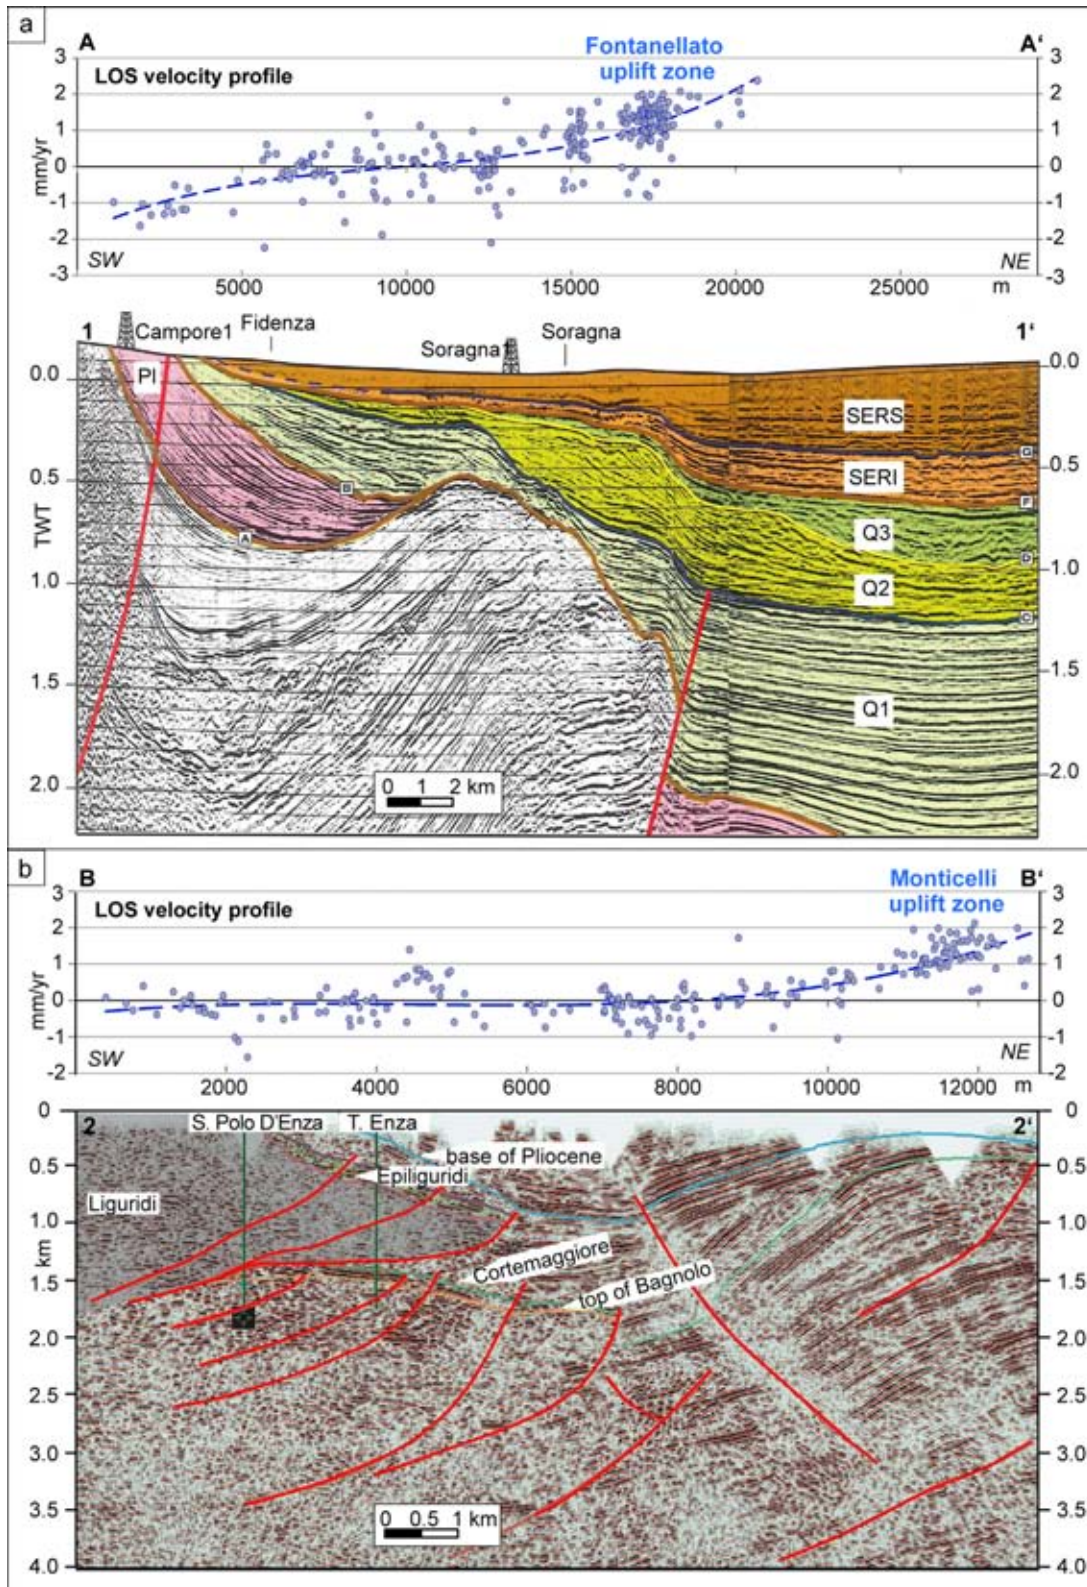 a
A
Fontanellato
A'
uplift zone
LOS velocity profile
3
2
1
0
-1
-2
-3
mm/yr
3
2
1
0
-1
-2
-3
SW
NE
5000
10000
15000
20000
25000
m
1
Campore1
Fidenza
Soragna1
Soragna
1'
0.0
0.5
1.0
1.5
2.0
TWT
0.0
0.5
1.0
1.5
2.0
PI
B
A
SERS
G
SERI
F
Q3
D
Q2
C
Q1
0 1 2 km
b
B
Monticelli
B'
uplift zone
LOS velocity profile
3
2
1
0
-1
-2
mm/yr
3
2
1
0
-1
-2
SW
NE
2000
4000
6000
8000
10000
12000
m
0
0.5
1.0
1.5
2.0
2.5
3.0
3.5
4.0
km
0
0.5
1.0
1.5
2.0
2.5
3.0
3.5
4.0
2
S. Polo D'Enza
T. Enza
2'
base of Pliocene
Epiliguridi
Liguridi
Cortemaggiore
top of Bagnolo
0 0.5 1 km